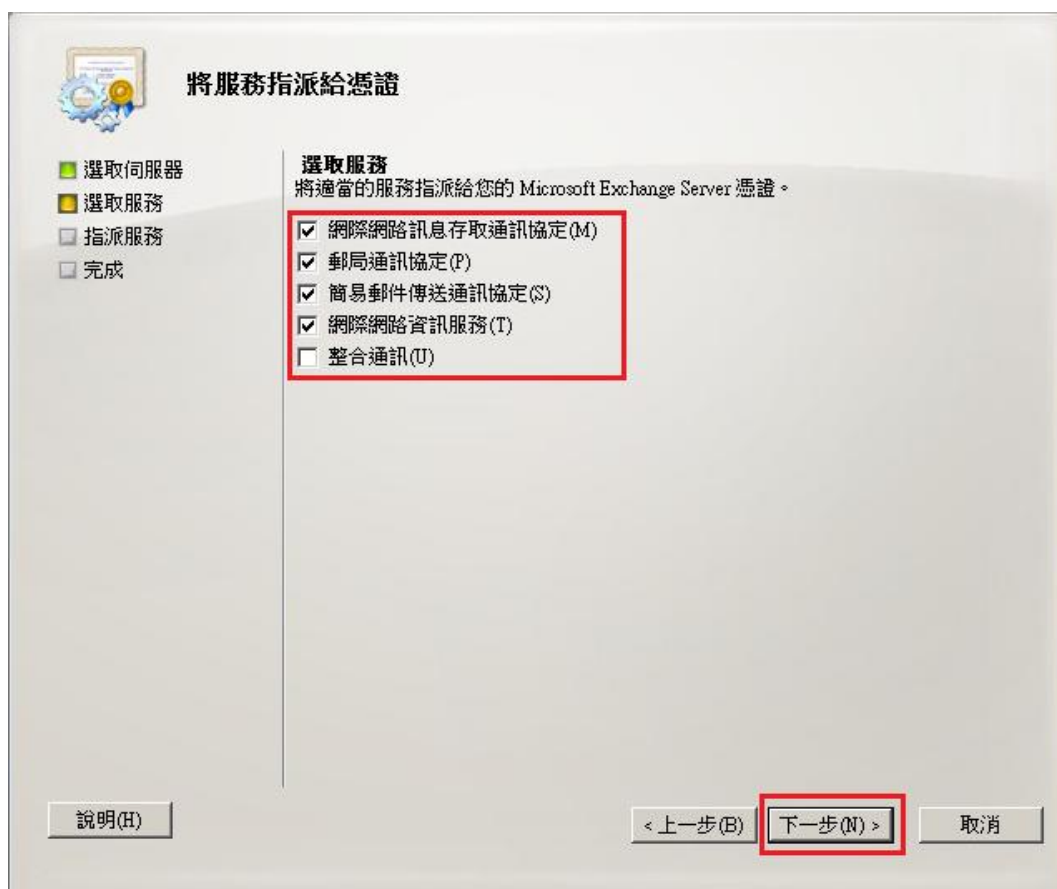 將服務指派給憑證
選取伺服器
選取服務
指派服務
完成
選取服務
將適當的服務指派給您的 Microsoft Exchange Server 憑證。
網際網路訊息存取通訊協定(M)
郵局通訊協定(P)
簡易郵件傳送通訊協定(S)
網際網路資訊服務(T)
整合通訊(U)
說明(H)
<上一步(B)
下一步(N) >
取消